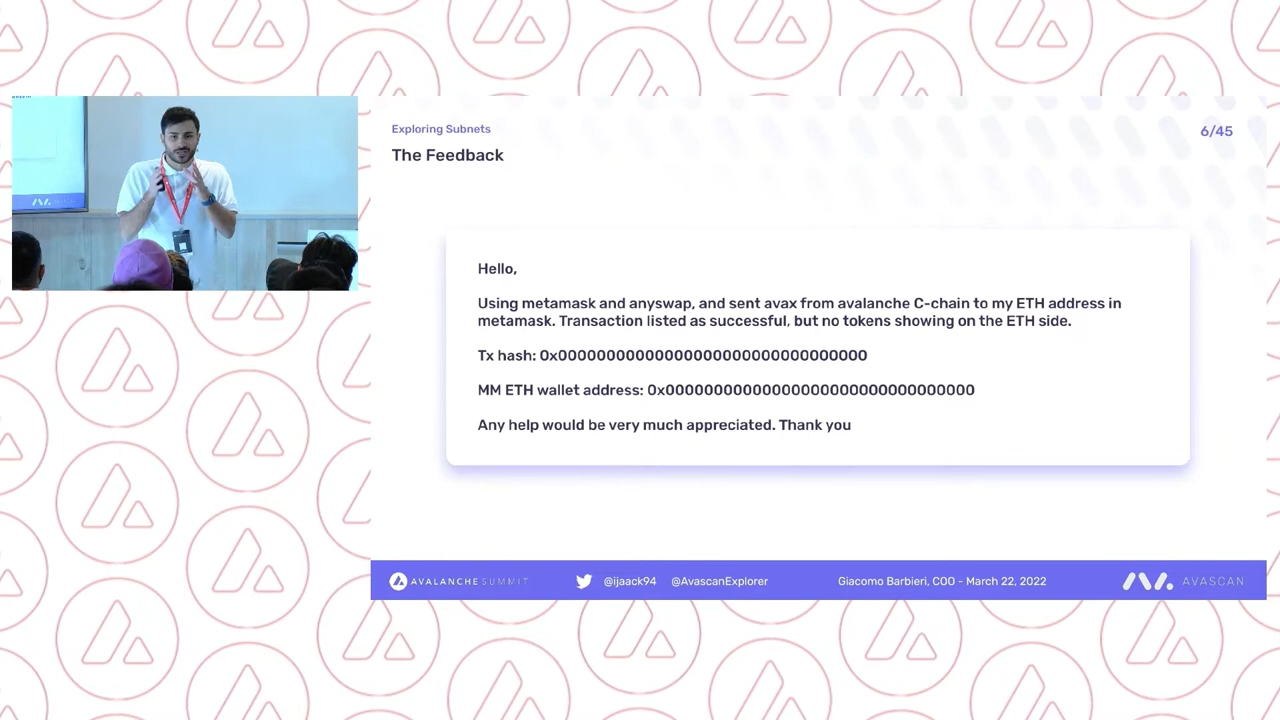 Exploring Subnets
6/45
The Feedback
Hello,
Using metamask and anyswap, and sent avax from avalanche C-chain to my ETH address in
metamask. Transaction listed as successful, but no tokens showing on the ETH side.
Tx hash: 0x00000000000000000000000000000000
MM ETH wallet address: 0x00000000000000000000000000000000
Any help would be very much appreciated. Thank you
AVALANCHE SUMMIT
@ijaack94
@AvascanExplorer
Giacomo Barbieri, COO - March 22, 2022
AVASCAN